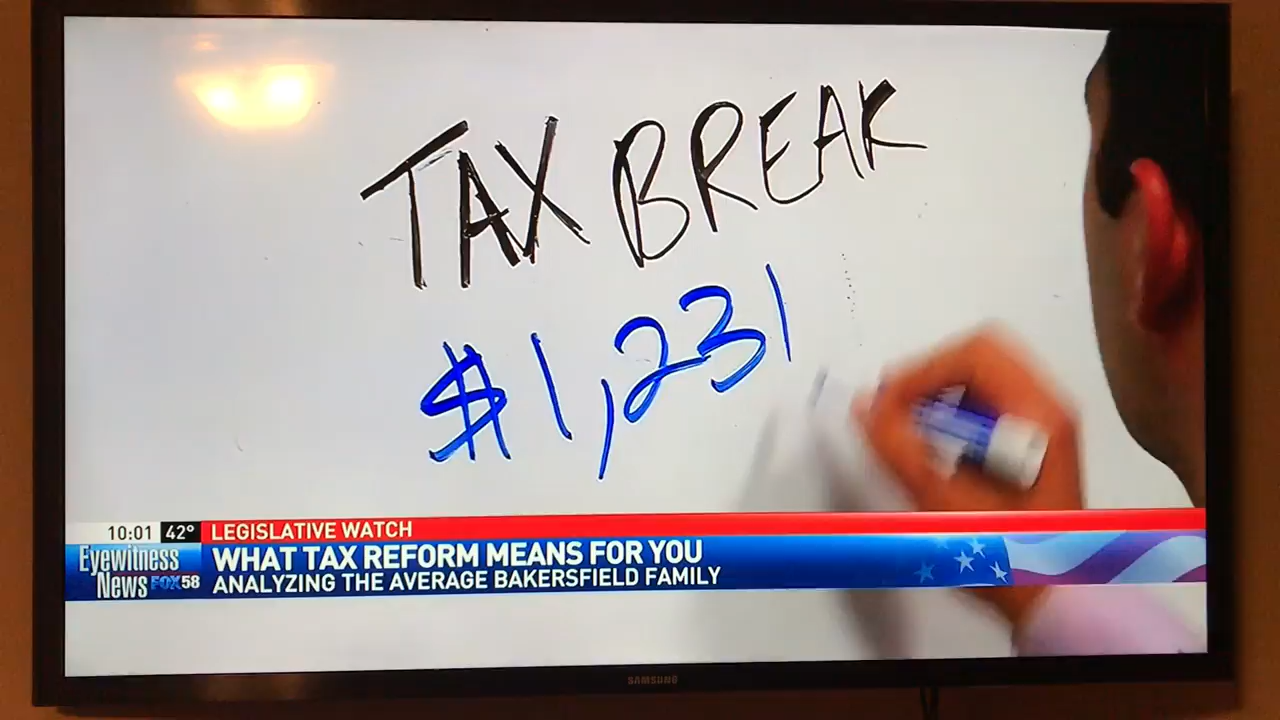 TAX BREAK
$1,231
10:01 42° LEGISLATIVE WATCH
Eyewitness News FOX58
WHAT TAX REFORM MEANS FOR YOU
ANALYZING THE AVERAGE BAKERSFIELD FAMILY
SAMSUNG